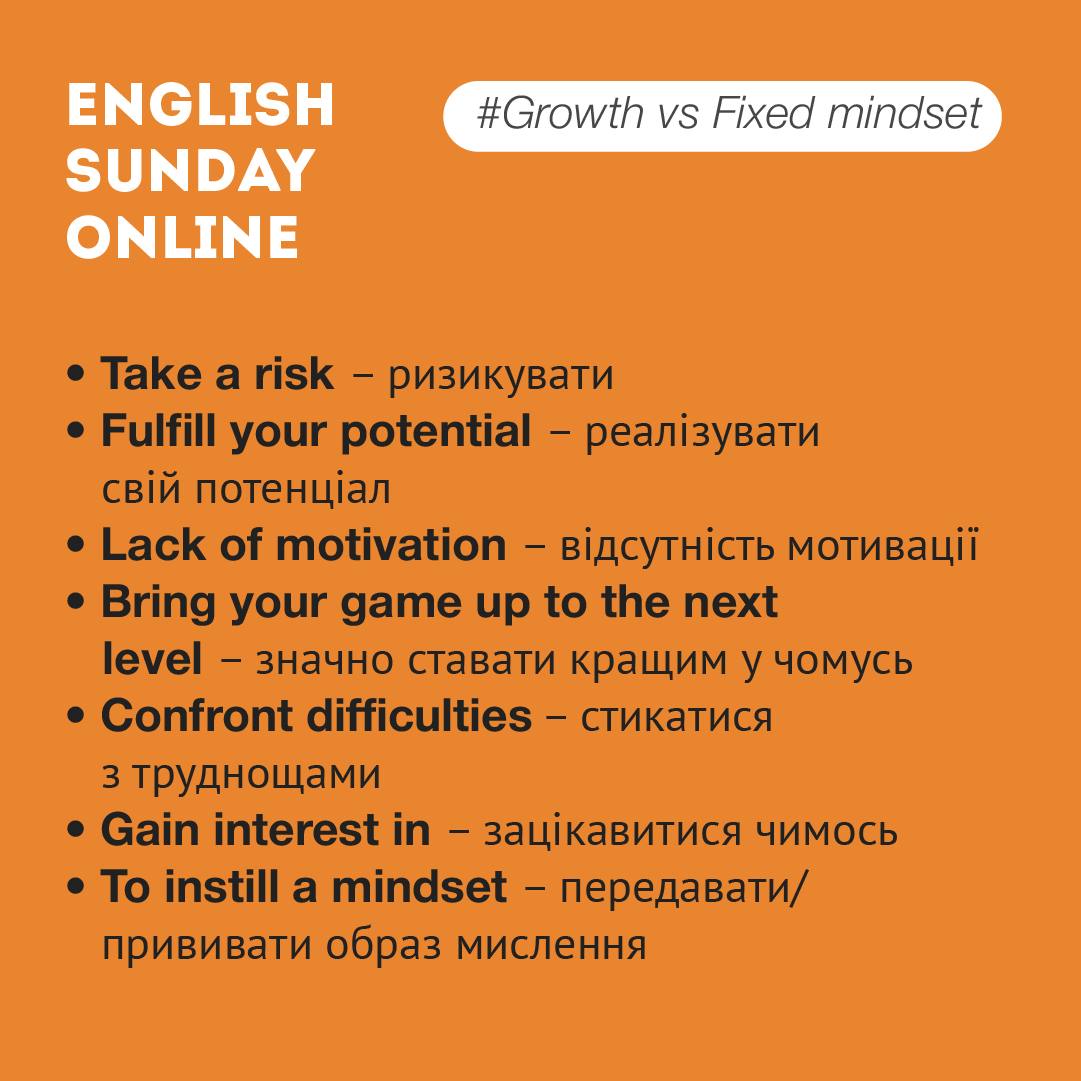 ENGLISH
SUNDAY
ONLINE
#Growth vs Fixed mindset
• Take a risk – ризикувати
• Fulfill your potential – реалізувати
свій потенціал
• Lack of motivation – відсутність мотивації
• Bring your game up to the next
level – значно ставати кращим у чомусь
• Confront difficulties – стикатися
з труднощами
• Gain interest in – зацікавитися чимось
• To instill a mindset – передавати/
прививати образ мислення